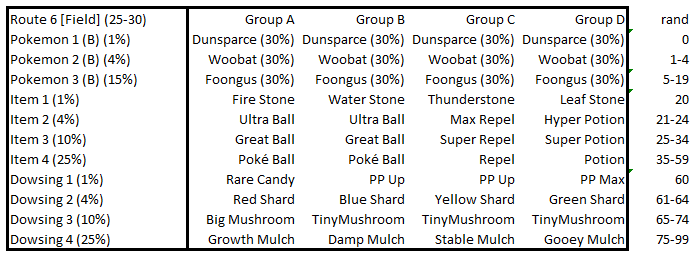 Route 6 [Field] (25-30) Group A Group B Group C Group D rand
Pokemon 1 (B) (1%) Dunsparce (30%) Dunsparce (30%) Dunsparce (30%) Dunsparce (30%) 0
Pokemon 2 (B) (4%) Woobat (30%) Woobat (30%) Woobat (30%) Woobat (30%) 1-4
Pokemon 3 (B) (15%) Foongus (30%) Foongus (30%) Foongus (30%) Foongus (30%) 5-19
Item 1 (1%) Fire Stone Water Stone Thunderstone Leaf Stone 20
Item 2 (4%) Ultra Ball Ultra Ball Max Repel Hyper Potion 21-24
Item 3 (10%) Great Ball Great Ball Super Repel Super Potion 25-34
Item 4 (25%) Poké Ball Poké Ball Repel Potion 35-59
Dowsing 1 (1%) Rare Candy PP Up PP Up PP Max 60
Dowsing 2 (4%) Red Shard Blue Shard Yellow Shard Green Shard 61-64
Dowsing 3 (10%) Big Mushroom TinyMushroom TinyMushroom TinyMushroom 65-74
Dowsing 4 (25%) Growth Mulch Damp Mulch Stable Mulch Gooey Mulch 75-99